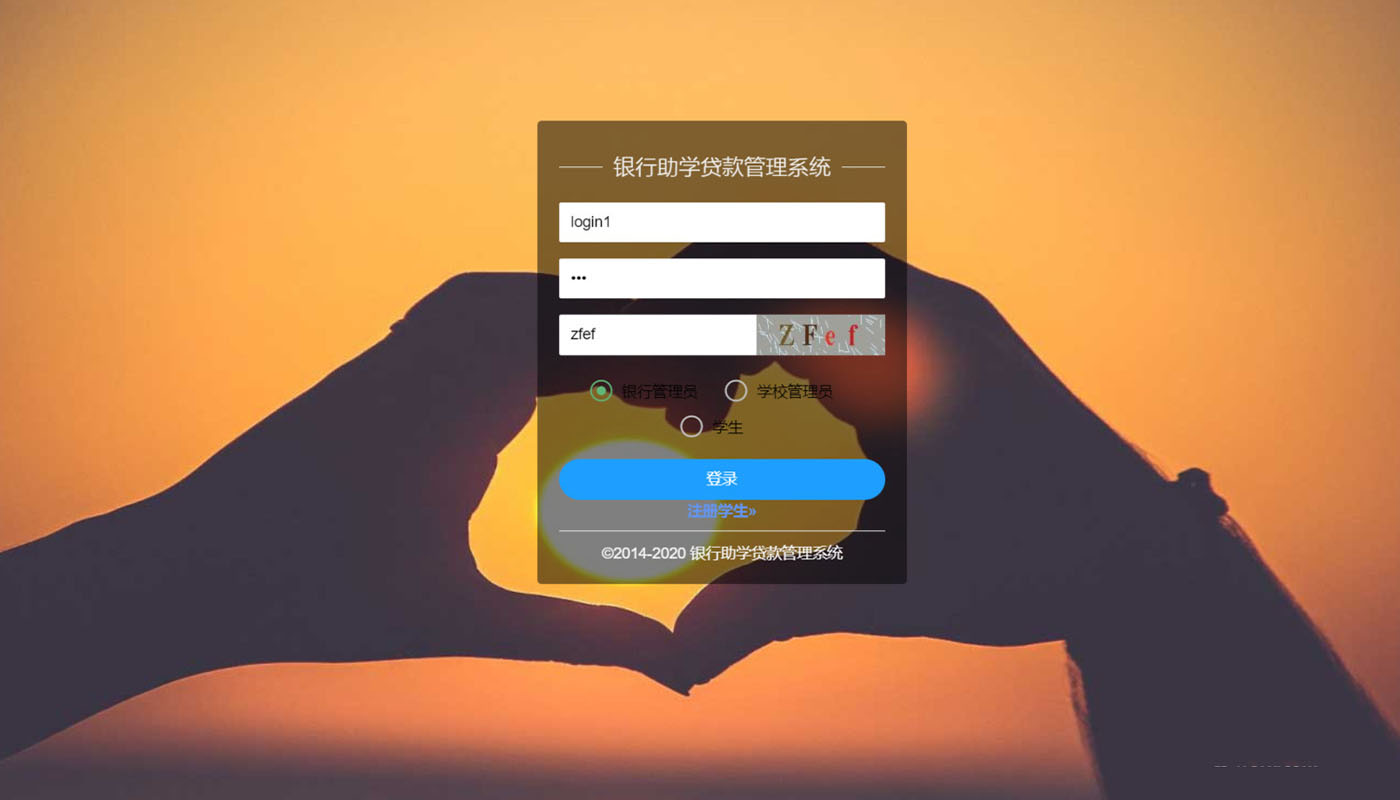 银行助学贷款管理系统
login1
•••
zfef ZFef
银行管理员 学校管理员
学生
登录
注册学生»
©2014-2020 银行助学贷款管理系统